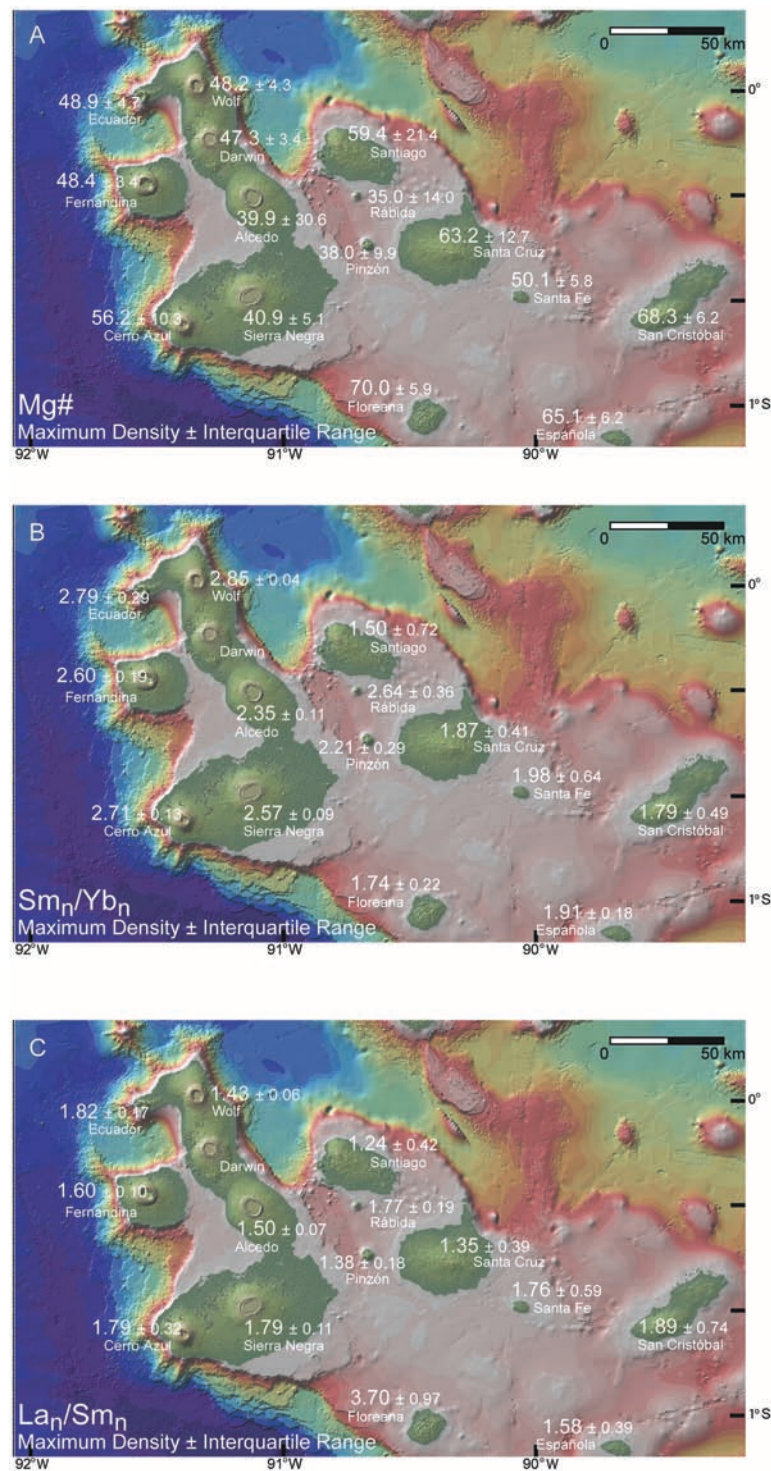 A
0 50 km
48.2 ± 4.3
Wolf
0°
48.9 ± 4.7
Ecuador
47.3 ± 3.4
Darwin
59.4 ± 21.4
Santiago
48.4 ± 3.4
Fernandina
35.0 ± 14.0
Rábida
39.9 ± 30.6
Alcedo
38.0 ± 9.9
Pinzón
63.2 ± 12.7
Santa Cruz
50.1 ± 5.8
Santa Fe
56.2 ± 10.3
Cerro Azul
40.9 ± 5.1
Sierra Negra
68.3 ± 6.2
San Cristóbal
70.0 ± 5.9
Floreana
65.1 ± 6.2
Española
1°S
Mg#
Maximum Density ± Interquartile Range
92°W 91°W 90°W
B
0 50 km
2.85 ± 0.04
Wolf
0°
2.79 ± 0.29
Ecuador
Darwin
1.50 ± 0.72
Santiago
2.60 ± 0.19
Fernandina
2.64 ± 0.36
Rábida
2.35 ± 0.11
Alcedo
2.21 ± 0.29
Pinzón
1.87 ± 0.41
Santa Cruz
1.98 ± 0.64
Santa Fe
2.71 ± 0.13
Cerro Azul
2.57 ± 0.09
Sierra Negra
1.79 ± 0.49
San Cristóbal
1.74 ± 0.22
Floreana
1.91 ± 0.18
Española
1°S
Smn/Ybn
Maximum Density ± Interquartile Range
92°W 91°W 90°W
C
0 50 km
1.43 ± 0.06
Wolf
0°
1.82 ± 0.17
Ecuador
Darwin
1.24 ± 0.42
Santiago
1.60 ± 0.10
Fernandina
1.77 ± 0.19
Rábida
1.50 ± 0.07
Alcedo
1.38 ± 0.18
Pinzón
1.35 ± 0.39
Santa Cruz
1.76 ± 0.59
Santa Fe
1.79 ± 0.32
Cerro Azul
1.79 ± 0.11
Sierra Negra
1.89 ± 0.74
San Cristóbal
3.70 ± 0.97
Floreana
1.58 ± 0.39
Española
1°S
Lan/Smn
Maximum Density ± Interquartile Range
92°W 91°W 90°W